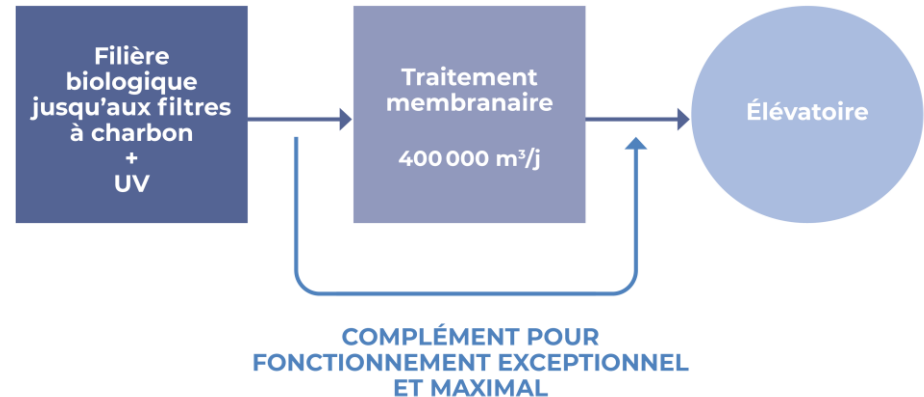 Filière
biologique
jusqu'aux filtres
à charbon
+
UV
Traitement
membranaire
400 000 m³/j
Élévatoire
COMPLÉMENT POUR
FONCTIONNEMENT EXCEPTIONNEL
ET MAXIMAL